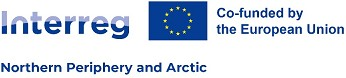 Interreg
Co-funded by
the European Union
Northern Periphery and Arctic